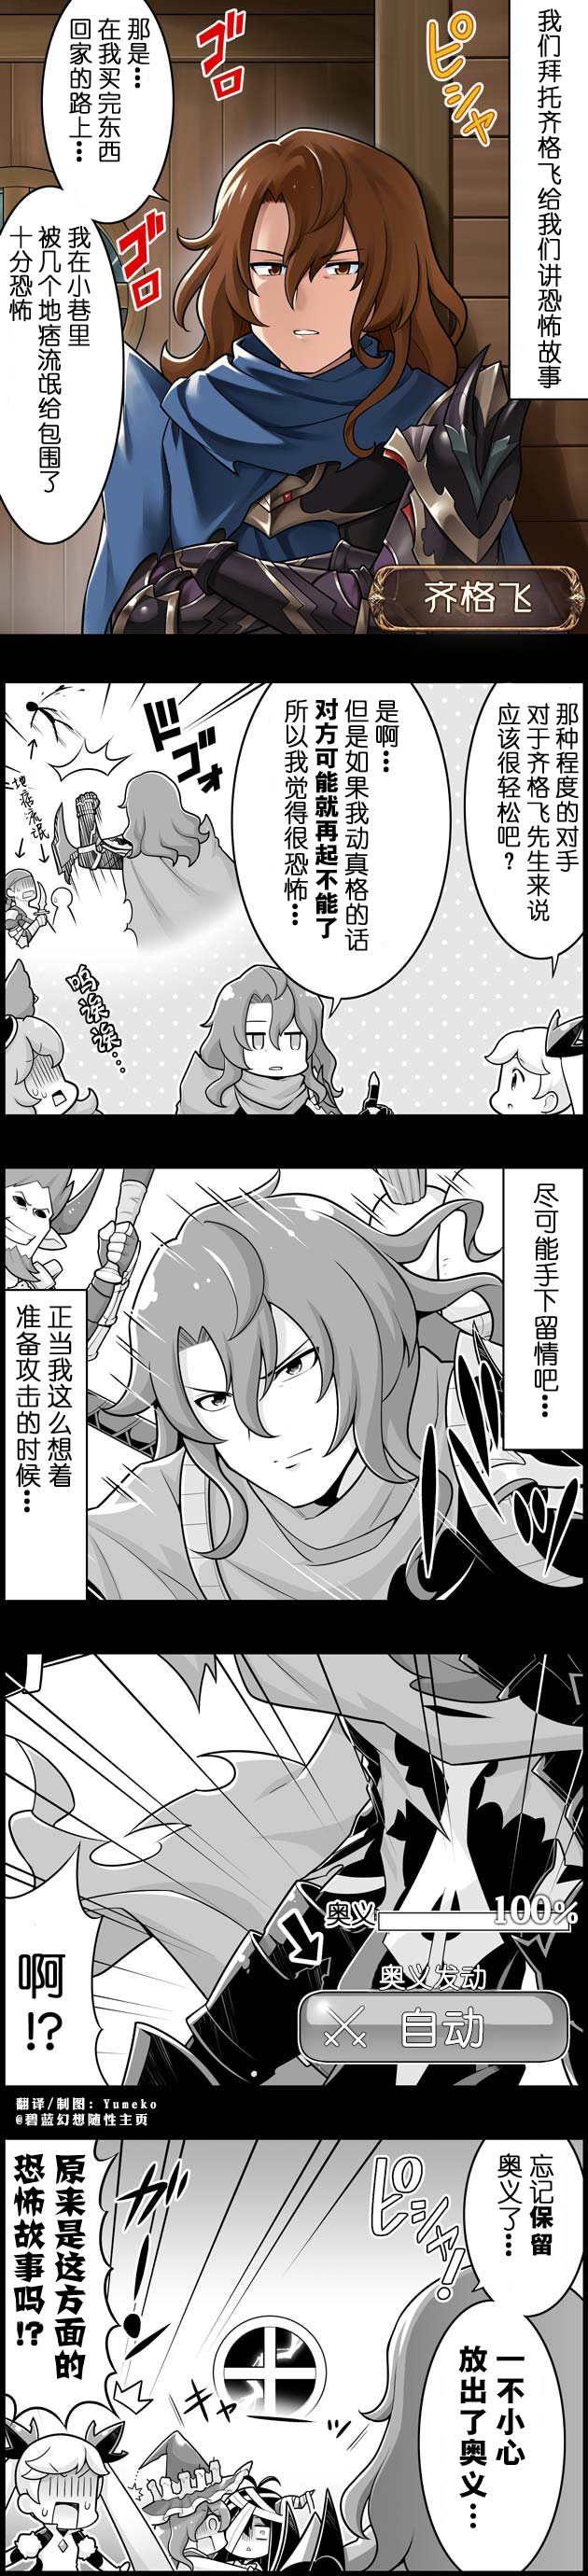 我们拜托齐格飞给我们讲恐怖故事
ピシャ
ゴロ
那是…
在我买完东西
回家的路上…
ゴロ
我在小巷里
被几个地痞流氓给包围了
十分恐怖
齐格飞
那种程度的对手
对于齐格飞先生来说
应该很轻松吧？
是啊…
但是如果我动真格的话
对方可能就再起不能了
所以我觉得很恐怖…
ドゴォ
地痞流氓
呜诶诶…
尽可能手下留情吧…
正当我这么想着
准备攻击的时候…
奥义
100%
奥义发动
自动
啊
!?
翻译/制图: Yumeko
@碧蓝幻想随性主页
忘记保留
奥义了…
一不小心
放出了奥义…
ピシャ!
ガッ
原来是这方面的
恐怖故事吗!?
キャーッ